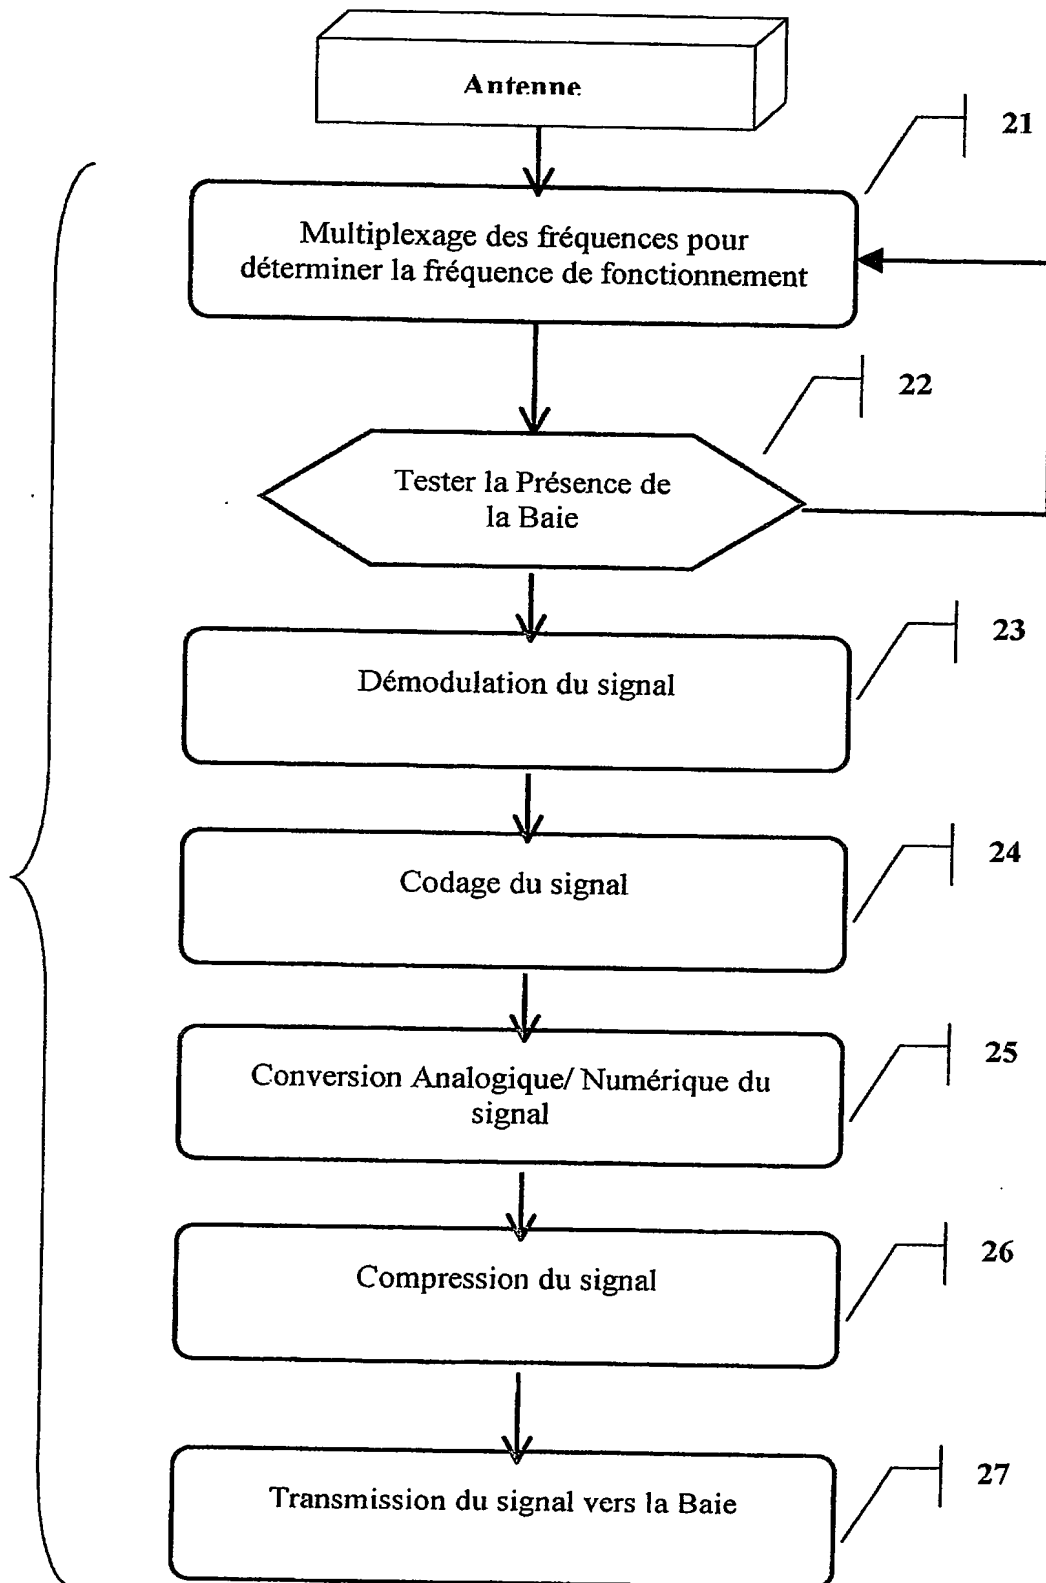 Antenne
21
Multiplexage des fréquences pour
déterminer la fréquence de fonctionnement
22
Tester la Présence de
la Baie
23
Démodulation du signal
24
Codage du signal
25
Conversion Analogique/ Numérique du
signal
26
Compression du signal
27
Transmission du signal vers la Baie